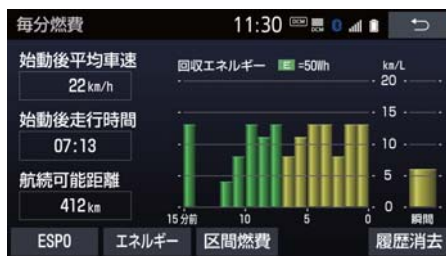 毎分燃費
11:30
DCM
始動後平均車速
22km/h
始動後走行時間
07:13
航続可能距離
412km
回収エネルギー E =50Wh
km/L
20
15
10
5
0
15分前 10 5 0 瞬間
ESPO エネルギー 区間燃費 履歴消去